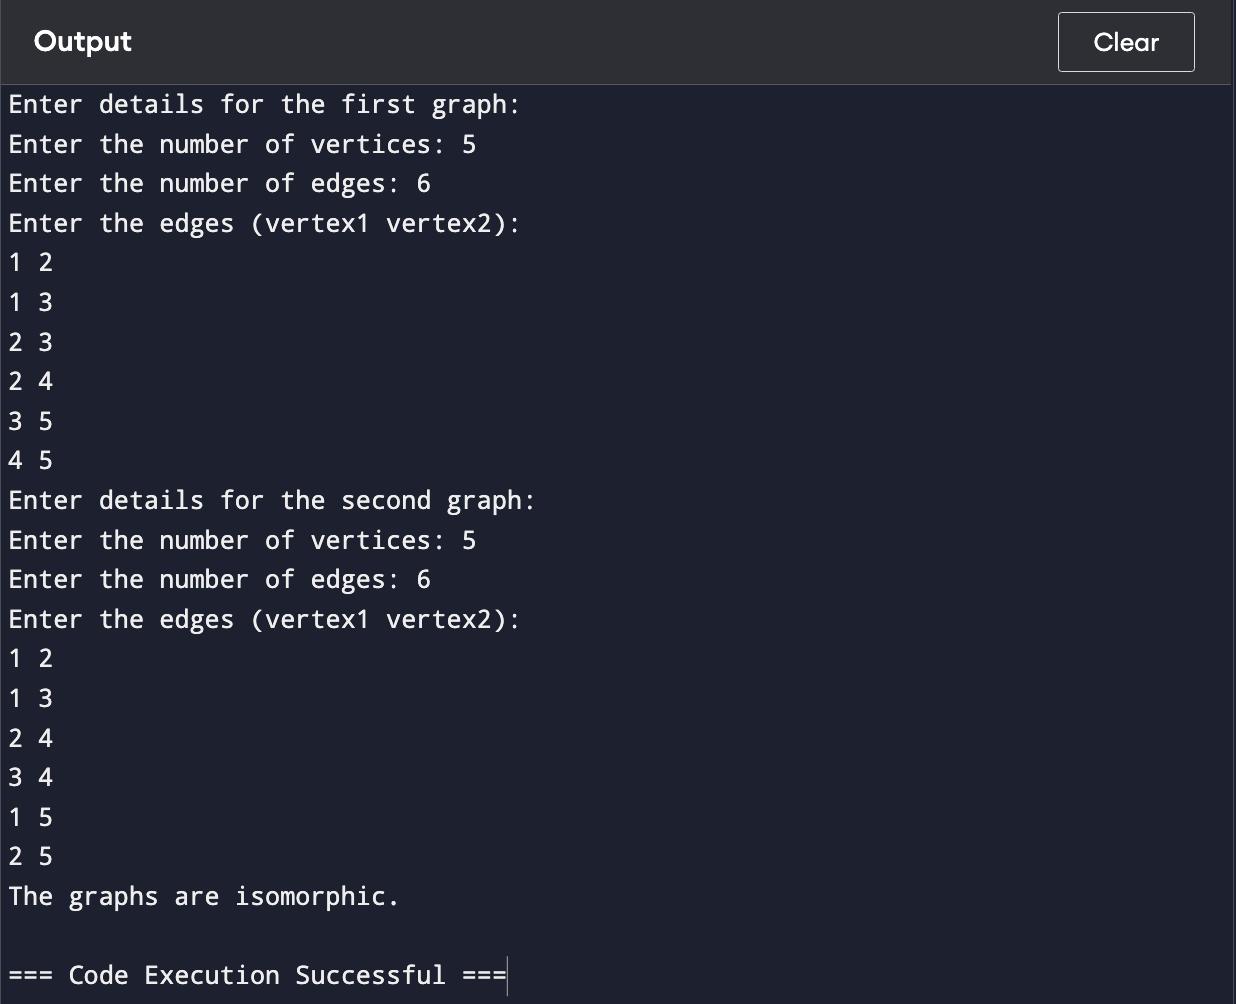 Output
Clear
Enter details for the first graph:
Enter the number of vertices: 5
Enter the number of edges: 6
Enter the edges (vertex1 vertex2):
1 2
1 3
2 3
2 4
3 5
4 5
Enter details for the second graph:
Enter the number of vertices: 5
Enter the number of edges: 6
Enter the edges (vertex1 vertex2):
1 2
1 3
2 4
3 4
1 5
2 5
The graphs are isomorphic.
=== Code Execution Successful ===